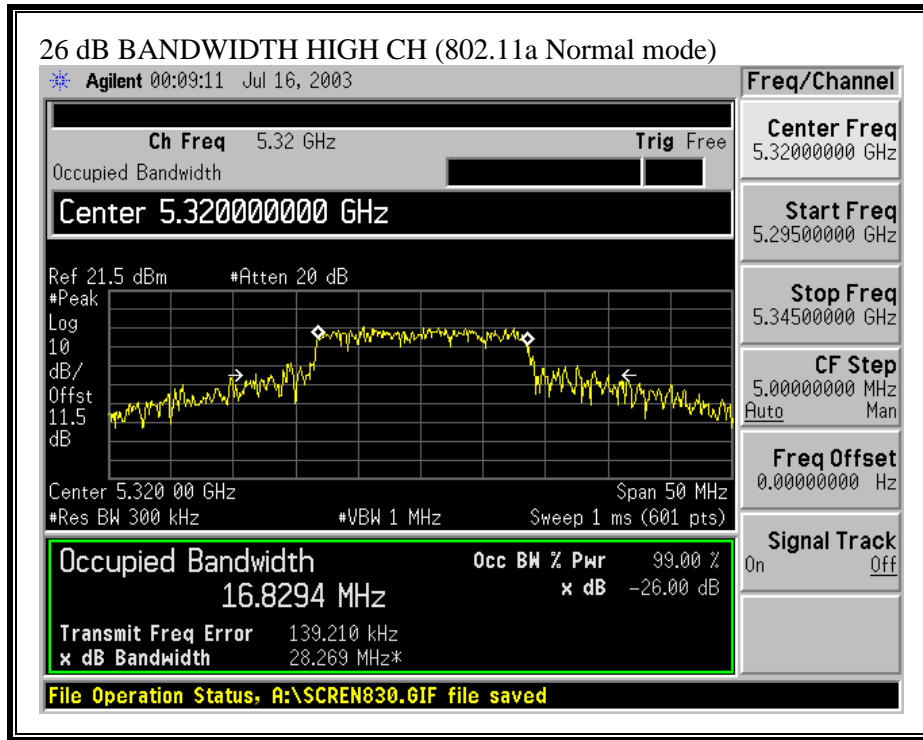 26 dB BANDWIDTH HIGH CH (802.11a Normal mode)
Agilent 00:09:11 Jul 16, 2003
Freq/Channel
Ch Freq 5.32 GHz Trig Free
Occupied Bandwidth
Center 5.320000000 GHz
Ref 21.5 dBm #Atten 20 dB
#Peak
Log
10
dB/
Offst
11.5
dB
Center 5.320 00 GHz Span 50 MHz
#Res BW 300 kHz #VBW 1 MHz Sweep 1 ms (601 pts)
Occupied Bandwidth
16.8294 MHz
Occ BW % Pwr 99.00 %
x dB -26.00 dB
Transmit Freq Error 139.210 kHz
x dB Bandwidth 28.269 MHz*
File Operation Status, A:\SCREN830.GIF file saved
Center Freq
5.32000000 GHz
Start Freq
5.29500000 GHz
Stop Freq
5.34500000 GHz
CF Step
5.00000000 MHz
Auto Man
Freq Offset
0.00000000 Hz
Signal Track
On Off